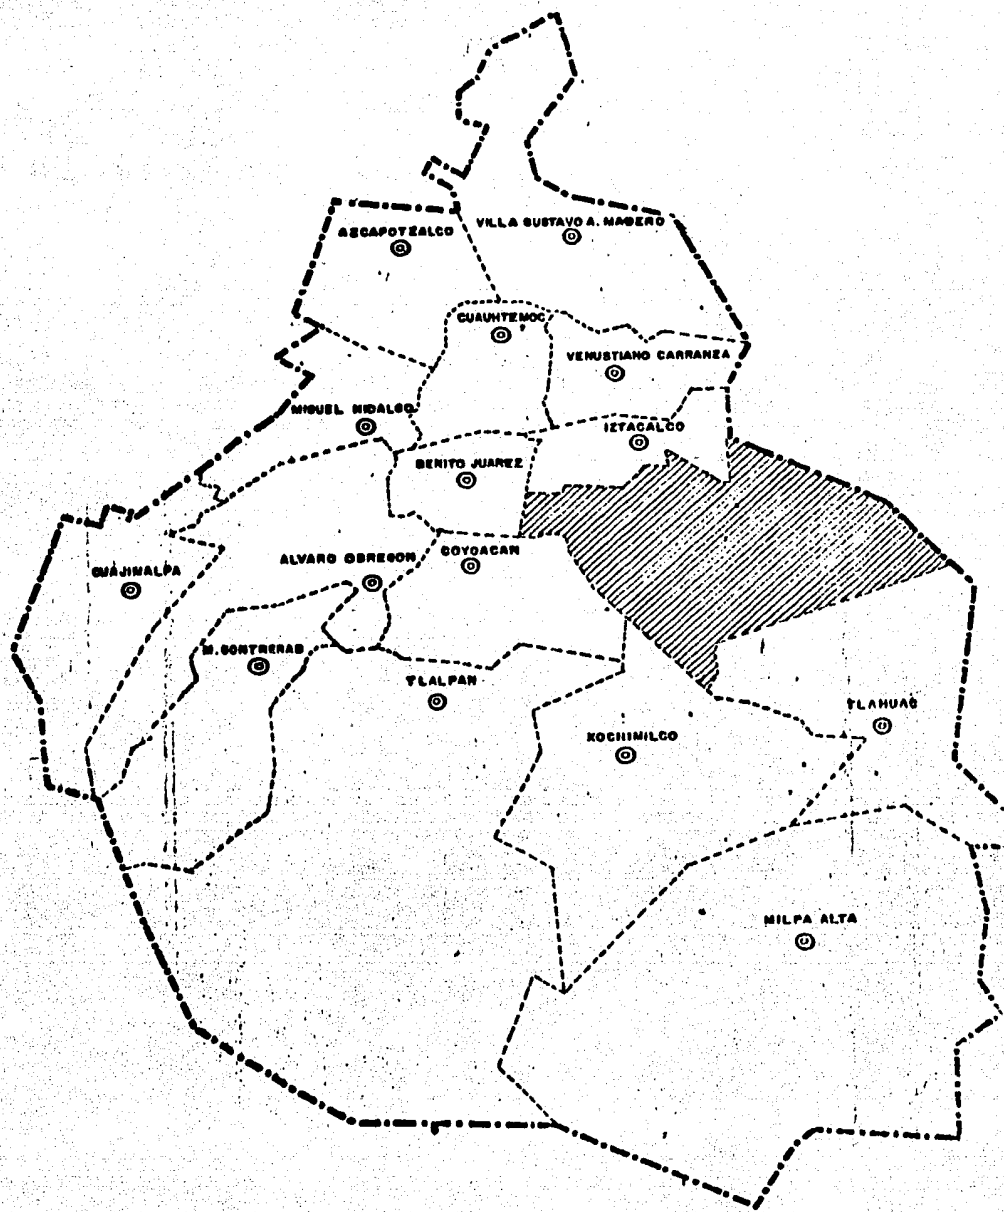 VILLA GUSTAVO A. MADERO
AZCAPOTZALCO
CUAUHTEMOC
VENUSTIANO CARRANZA
MIGUEL HIDALGO
IZTACALCO
BENITO JUAREZ
COYOACAN
ALVARO OBREGON
CUAJIMALPA
M. CONTRERAS
TLALPAN
TLAHUAC
XOCHIMILCO
MILPA ALTA